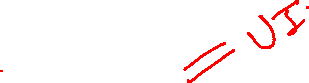 = UI.